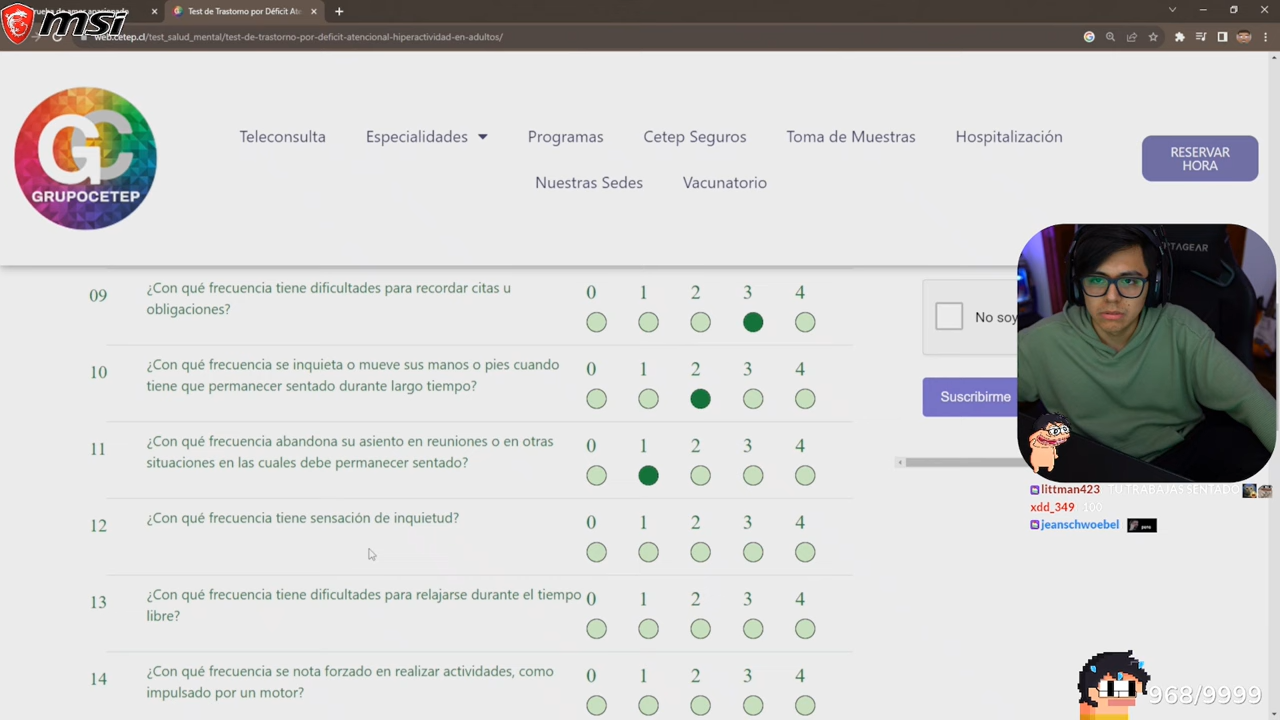 Test de Trastorno por Déficit Aten
msi
web.cetep.cl/test_salud_mental/test-de-trastorno-por-deficit-atencional-hiperactividad-en-adultos/
GC
GRUPOCETEP
Teleconsulta
Especialidades
Programas
Cetep Seguros
Toma de Muestras
Hospitalización
Nuestras Sedes
Vacunatorio
RESERVAR
HORA
09
¿Con qué frecuencia tiene dificultades para recordar citas u
obligaciones?
0 1 2 3 4
10
¿Con qué frecuencia se inquieta o mueve sus manos o pies cuando
tiene que permanecer sentado durante largo tiempo?
0 1 2 3 4
11
¿Con qué frecuencia abandona su asiento en reuniones o en otras
situaciones en las cuales debe permanecer sentado?
0 1 2 3 4
12
¿Con qué frecuencia tiene sensación de inquietud?
0 1 2 3 4
13
¿Con qué frecuencia tiene dificultades para relajarse durante el tiempo
libre?
0 1 2 3 4
14
¿Con qué frecuencia se nota forzado en realizar actividades, como
impulsado por un motor?
0 1 2 3 4
No soy
Suscribirme
littman423 TU TRABAJAS SENTADO
xdd_349 100
jeanschwoebel
968/9999